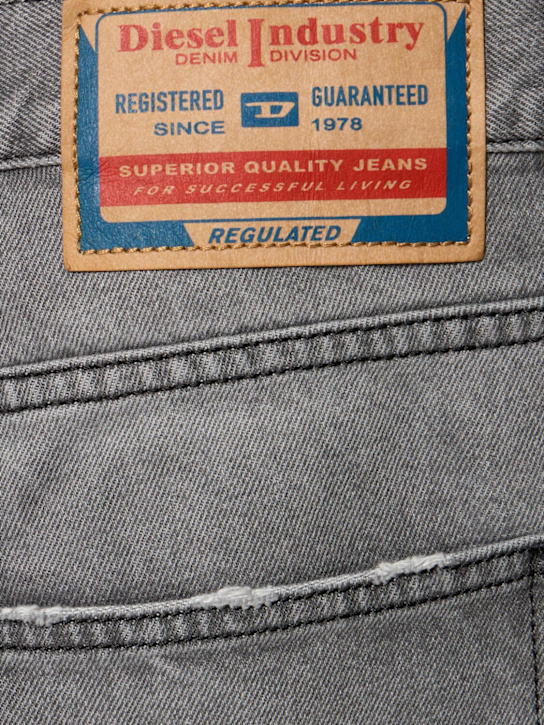 Diesel Industry
DENIM DIVISION
REGISTERED D GUARANTEED
SINCE 1978
SUPERIOR QUALITY JEANS
FOR SUCCESSFUL LIVING
REGULATED